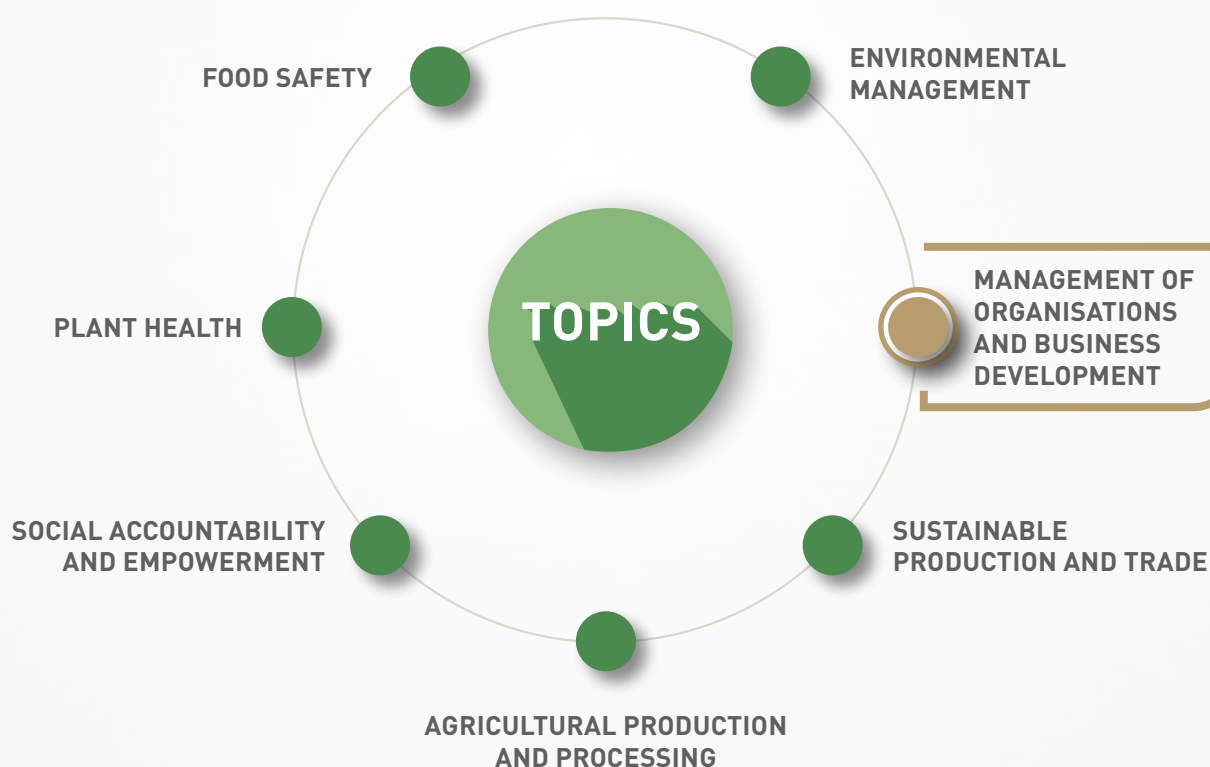 FOOD SAFETY
ENVIRONMENTAL
MANAGEMENT
TOPICS
PLANT HEALTH
MANAGEMENT OF
ORGANISATIONS
AND BUSINESS
DEVELOPMENT
SOCIAL ACCOUNTABILITY
AND EMPOWERMENT
SUSTAINABLE
PRODUCTION AND TRADE
AGRICULTURAL PRODUCTION
AND PROCESSING